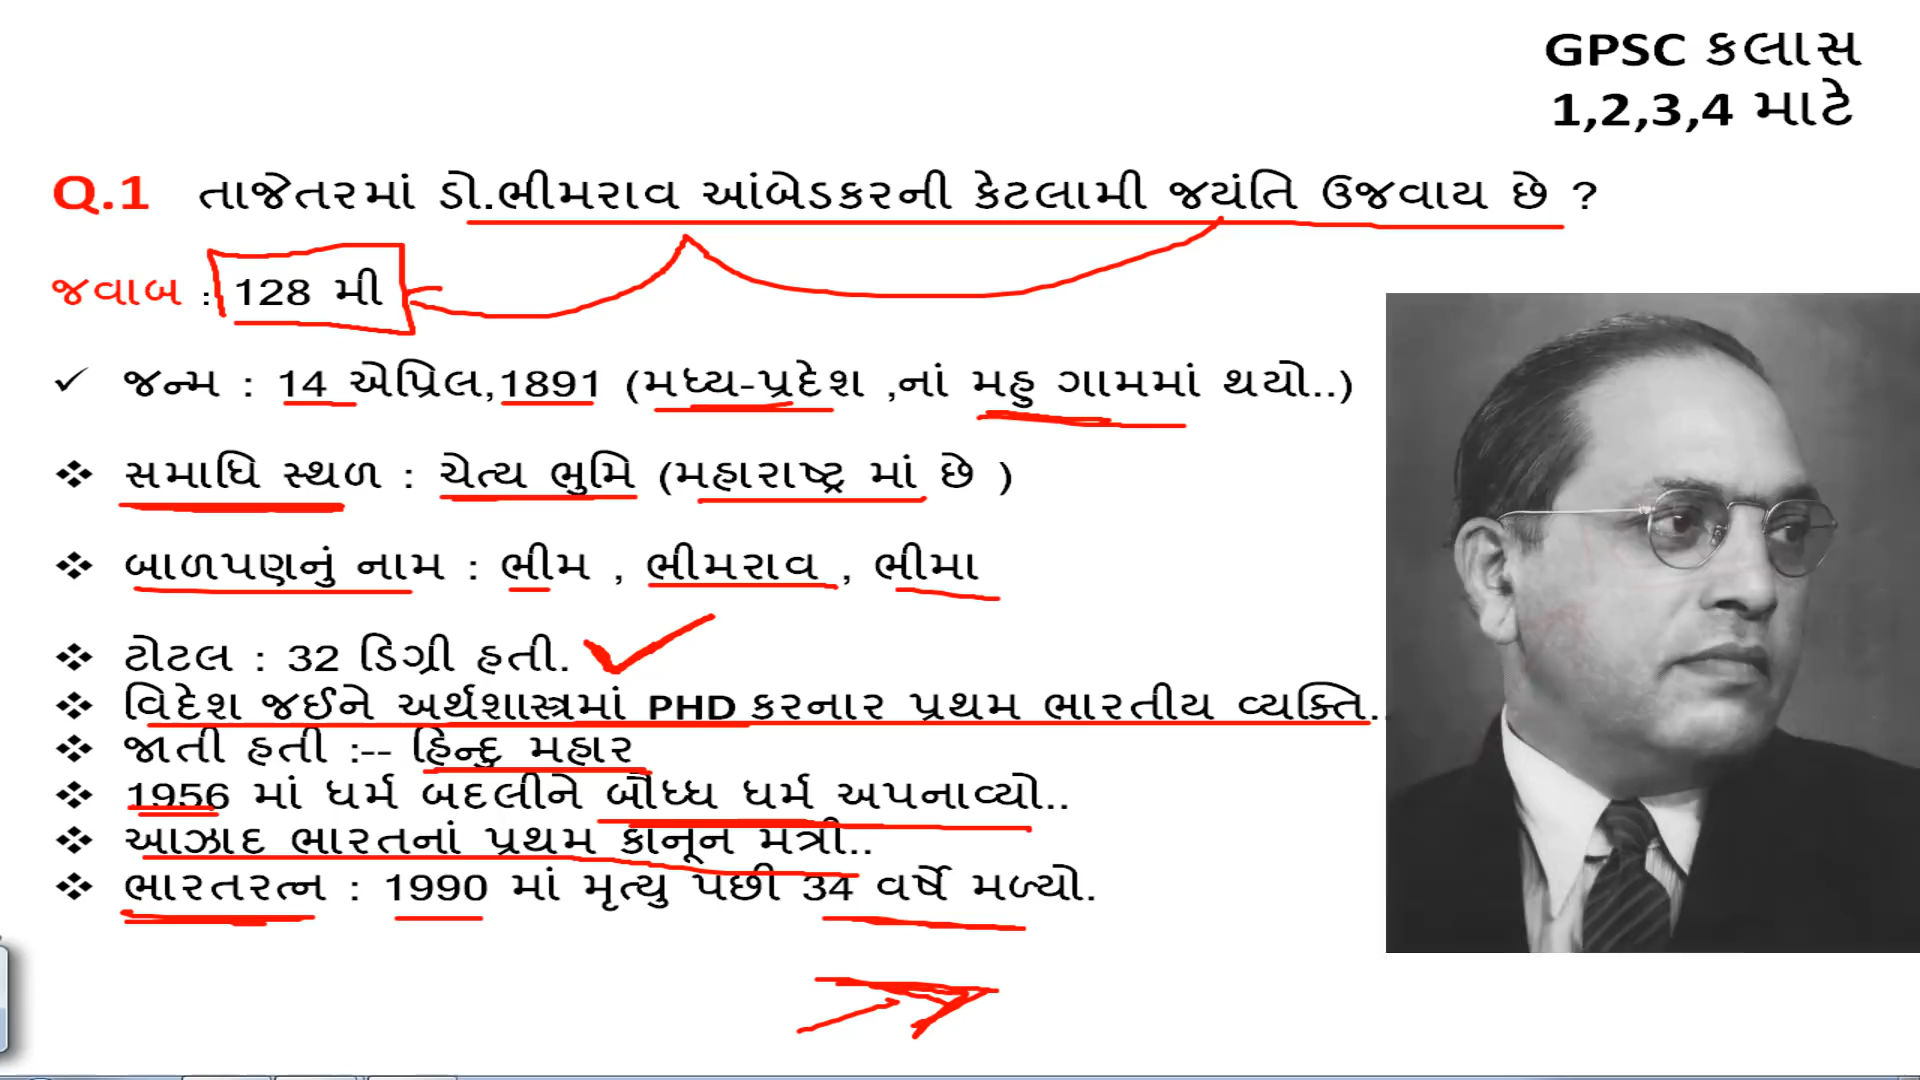 GPSC કલાસ
1,2,3,4 માટે
Q.1 તાજેતરમાં ડો.ભીમરાવ આંબેડકરની કેટલામી જયંતિ ઉજવાય છે ?
જવાબ : 128 મી
✓ જન્મ : 14 એપ્રિલ,1891 (મધ્ય-પ્રદેશ ,નાં મહુ ગામમાં થયો..)
❖ સમાધિ સ્થળ : ચેત્ય ભુમિ (મહારાષ્ટ્ર માં છે )
❖ બાળપણનું નામ : ભીમ , ભીમરાવ , ભીમા
❖ ટોટલ : 32 ડિગ્રી હતી.
❖ વિદેશ જઈને અર્થશાસ્ત્રમાં PHD કરનાર પ્રથમ ભારતીય વ્યક્તિ..
❖ જાતી હતી :-- હિન્દુ મહાર
❖ 1956 માં ધર્મ બદલીને બૌધ્ધ ધર્મ અપનાવ્યો..
❖ આઝાદ ભારતનાં પ્રથમ કાનૂન મંત્રી..
❖ ભારતરત્ન : 1990 માં મૃત્યુ પછી 34 વર્ષે મળ્યો.